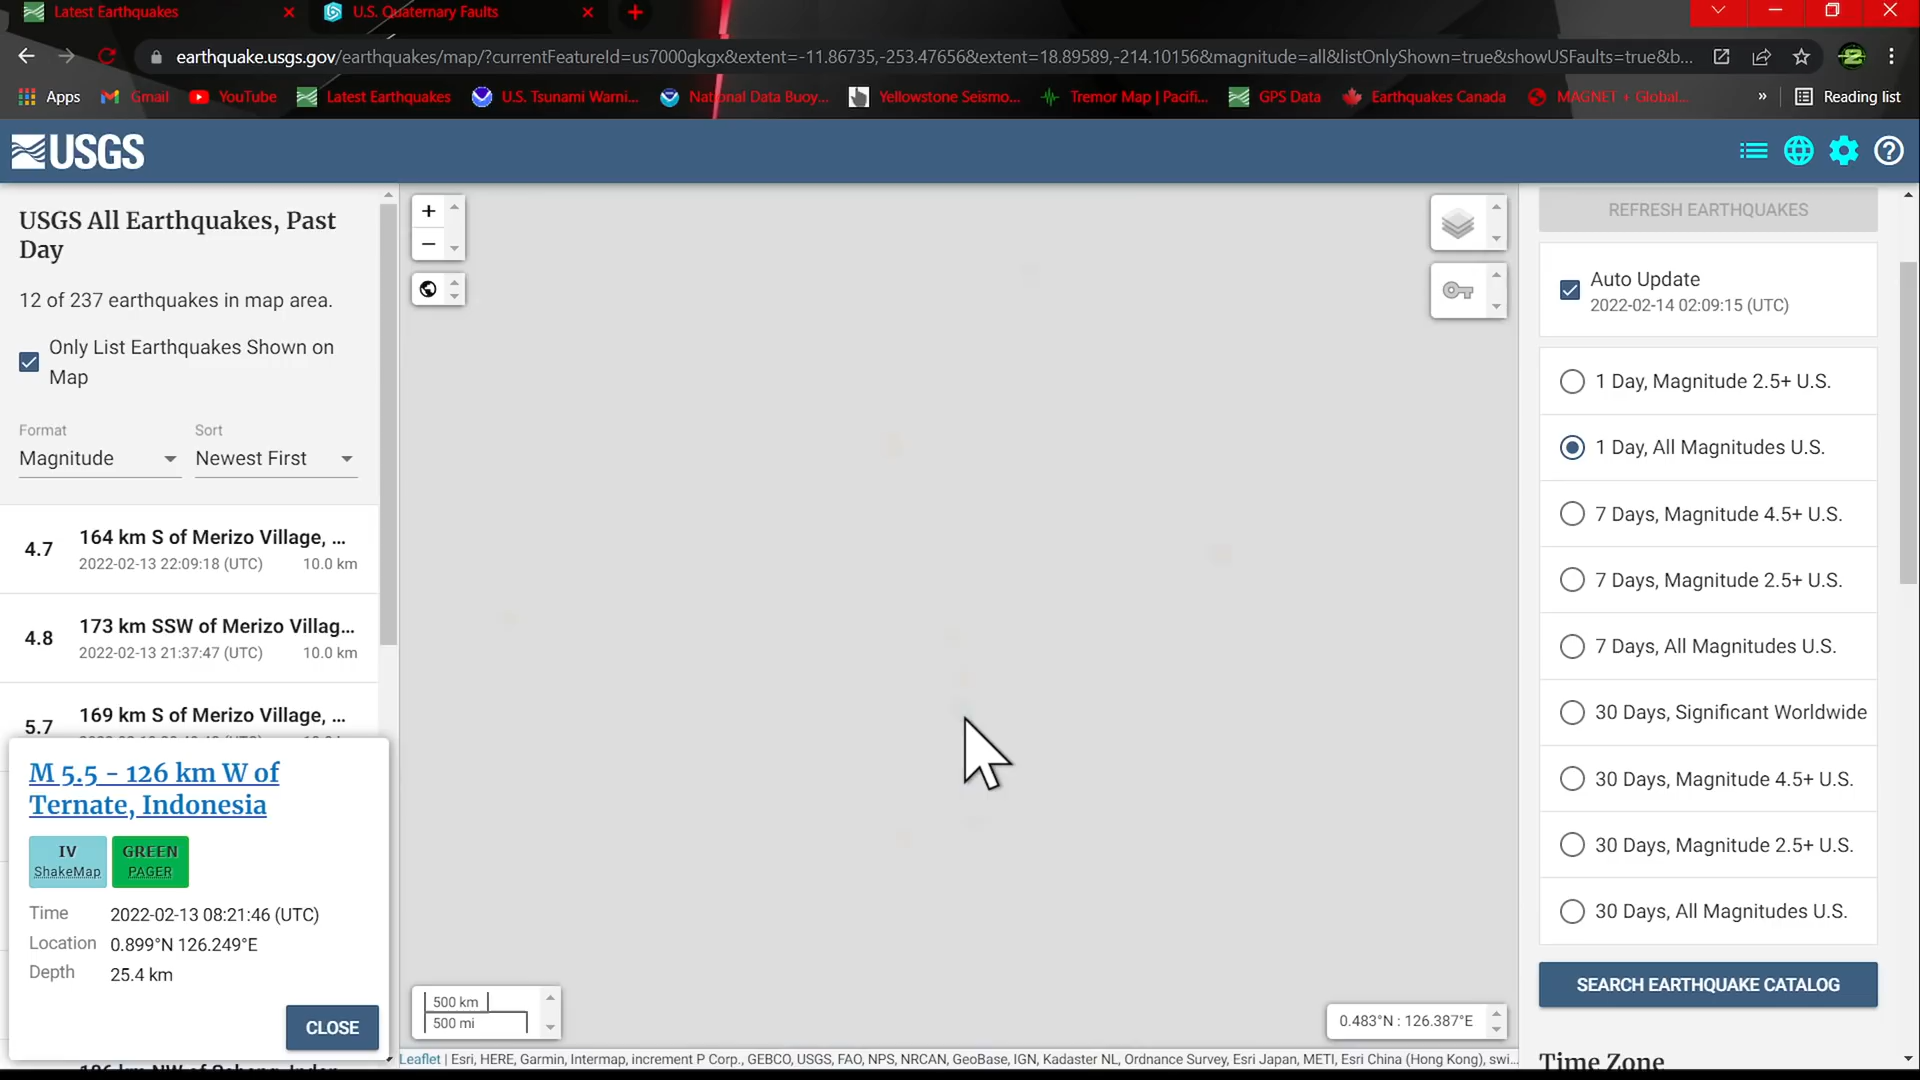 Latest Earthquakes
U.S. Quaternary Faults
earthquake.usgs.gov/earthquakes/map/?currentFeatureId=us7000gkgx&extent=-11.86735,-253.47656&extent=18.89589,-214.10156&magnitude=all&listOnlyShown=true&showUSFaults=true&b...
Apps
Gmail
YouTube
Latest Earthquakes
U.S. Tsunami Warni...
National Data Buoy...
Yellowstone Seismo...
Tremor Map | Pacifi...
GPS Data
Earthquakes Canada
MAGNET + Global...
»
Reading list
USGS
USGS All Earthquakes, Past
Day
12 of 237 earthquakes in map area.
Only List Earthquakes Shown on
Map
Format
Sort
Magnitude
Newest First
4.7
164 km S of Merizo Village, ...
2022-02-13 22:09:18 (UTC)
10.0 km
4.8
173 km SSW of Merizo Villag...
2022-02-13 21:37:47 (UTC)
10.0 km
5.7
169 km S of Merizo Village, ...
M 5.5 - 126 km W of
Ternate, Indonesia
IV
ShakeMap
GREEN
PAGER
Time
2022-02-13 08:21:46 (UTC)
Location
0.899°N 126.249°E
Depth
25.4 km
CLOSE
+
−
500 km
500 mi
0.483°N : 126.387°E
Leaflet | Esri, HERE, Garmin, Intermap, increment P Corp., GEBCO, USGS, FAO, NPS, NRCAN, GeoBase, IGN, Kadaster NL, Ordnance Survey, Esri Japan, METI, Esri China (Hong Kong), swi...
REFRESH EARTHQUAKES
Auto Update
2022-02-14 02:09:15 (UTC)
1 Day, Magnitude 2.5+ U.S.
1 Day, All Magnitudes U.S.
7 Days, Magnitude 4.5+ U.S.
7 Days, Magnitude 2.5+ U.S.
7 Days, All Magnitudes U.S.
30 Days, Significant Worldwide
30 Days, Magnitude 4.5+ U.S.
30 Days, Magnitude 2.5+ U.S.
30 Days, All Magnitudes U.S.
SEARCH EARTHQUAKE CATALOG
Time Zone